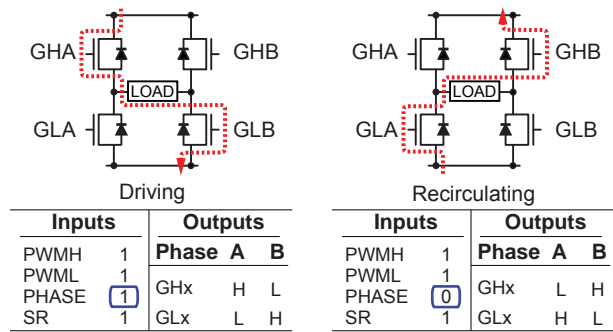 GHA GHB GHA GHB
LOAD LOAD
GLA GLB GLA GLB
Driving Recirculating
Inputs Outputs Inputs Outputs
PWMH 1 Phase A B PWMH 1 Phase A B
PWML 1 PWML 1
PHASE 1 GHx H L PHASE 0 GHx L H
SR 1 GLx L H SR 1 GLx H L